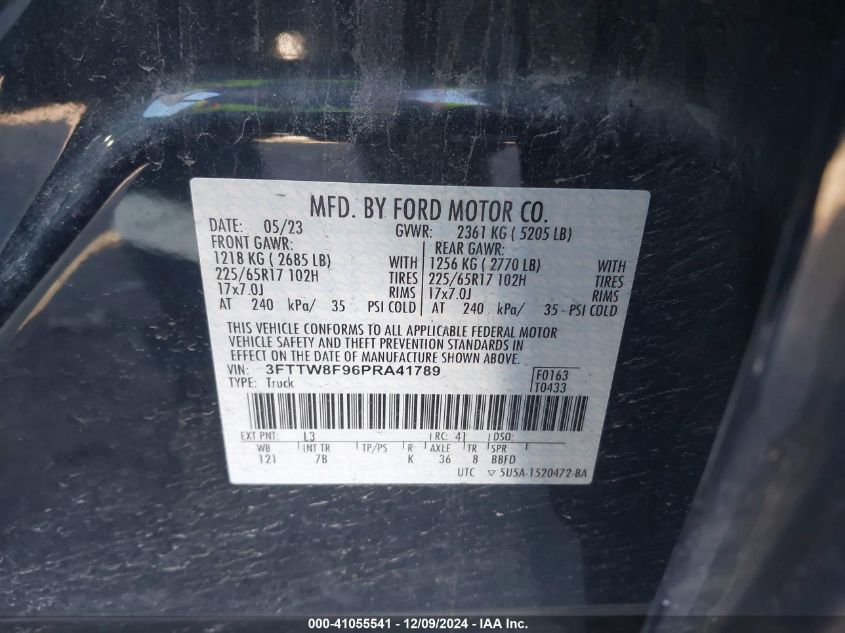 MFD. BY FORD MOTOR CO.
DATE: 05/23 GVWR: 2361 KG ( 5205 LB)
FRONT GAWR: REAR GAWR:
1218 KG ( 2685 LB) WITH 1256 KG ( 2770 LB) WITH
225/65R17 102H TIRES 225/65R17 102H TIRES
17x7.0J RIMS 17x7.0J RIMS
AT 240 kPa/ 35 PSI COLD AT 240 kPa/ 35 - PSI COLD
THIS VEHICLE CONFORMS TO ALL APPLICABLE FEDERAL MOTOR
VEHICLE SAFETY AND THEFT PREVENTION STANDARDS IN
EFFECT ON THE DATE OF MANUFACTURE SHOWN ABOVE.
VIN: 3FTTW8F96PRA41789 F0163
TYPE: Truck T0433
EXT PNT: L3 RC: 41 DSO:
WB INT TR TP/PS R AXLE TR SPR
121 7B K 36 8 BBFD
UTC ▽ 5U5A-1520472-BA
000-41055541 - 12/09/2024 - IAA Inc.